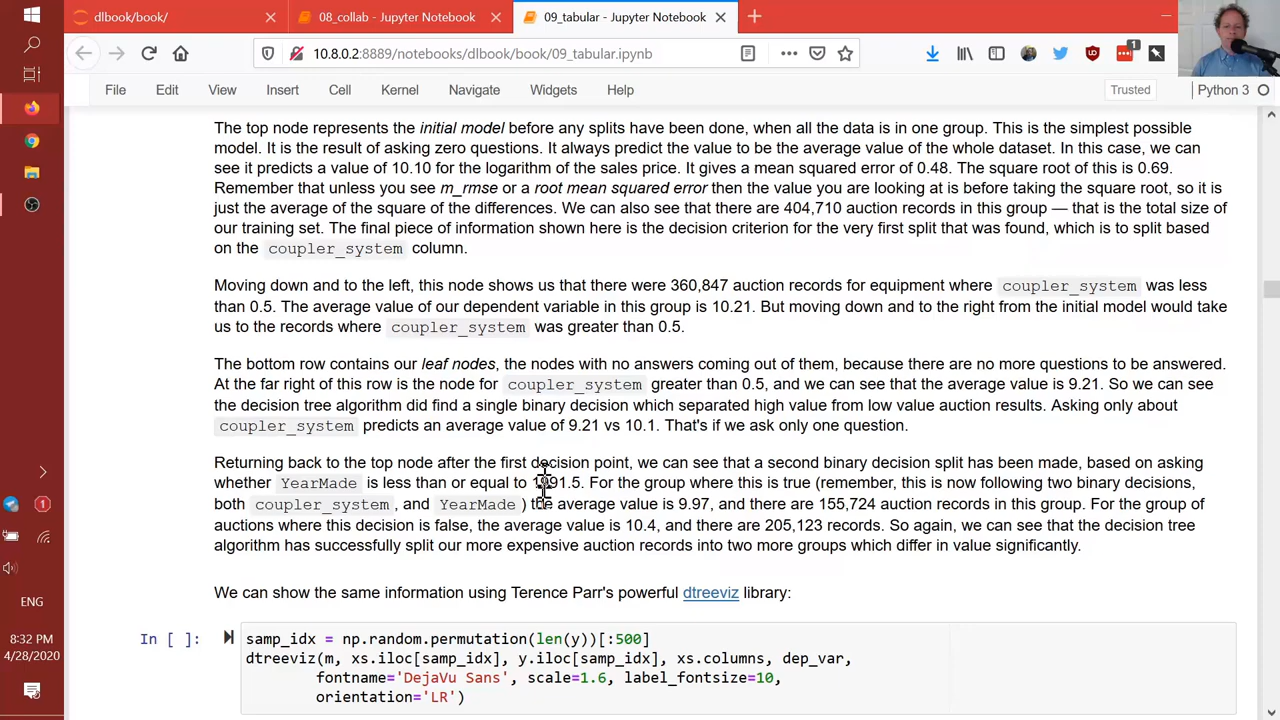 dlbook/book/
08_collab - Jupyter Notebook
09_tabular - Jupyter Notebook
10.8.0.2:8889/notebooks/dlbook/book/09_tabular.ipynb
1
File Edit View Insert Cell Kernel Navigate Widgets Help
Trusted
Python 3
The top node represents the initial model before any splits have been done, when all the data is in one group. This is the simplest possible
model. It is the result of asking zero questions. It always predict the value to be the average value of the whole dataset. In this case, we can
see it predicts a value of 10.10 for the logarithm of the sales price. It gives a mean squared error of 0.48. The square root of this is 0.69.
Remember that unless you see m_rmse or a root mean squared error then the value you are looking at is before taking the square root, so it is
just the average of the square of the differences. We can also see that there are 404,710 auction records in this group — that is the total size of
our training set. The final piece of information shown here is the decision criterion for the very first split that was found, which is to split based
on the coupler_system column.
Moving down and to the left, this node shows us that there were 360,847 auction records for equipment where coupler_system was less
than 0.5. The average value of our dependent variable in this group is 10.21. But moving down and to the right from the initial model would take
us to the records where coupler_system was greater than 0.5.
The bottom row contains our leaf nodes, the nodes with no answers coming out of them, because there are no more questions to be answered.
At the far right of this row is the node for coupler_system greater than 0.5, and we can see that the average value is 9.21. So we can see
the decision tree algorithm did find a single binary decision which separated high value from low value auction results. Asking only about
coupler_system predicts an average value of 9.21 vs 10.1. That's if we ask only one question.
Returning back to the top node after the first decision point, we can see that a second binary decision split has been made, based on asking
whether YearMade is less than or equal to 1991.5. For the group where this is true (remember, this is now following two binary decisions,
both coupler_system , and YearMade ) the average value is 9.97, and there are 155,724 auction records in this group. For the group of
auctions where this decision is false, the average value is 10.4, and there are 205,123 records. So again, we can see that the decision tree
algorithm has successfully split our more expensive auction records into two more groups which differ in value significantly.
We can show the same information using Terence Parr's powerful dtreeviz library:
In [ ]:
samp_idx = np.random.permutation(len(y))[:500]
dtreeviz(m, xs.iloc[samp_idx], y.iloc[samp_idx], xs.columns, dep_var,
fontname='DejaVu Sans', scale=1.6, label_fontsize=10,
orientation='LR')
1
ENG
8:32 PM
4/28/2020